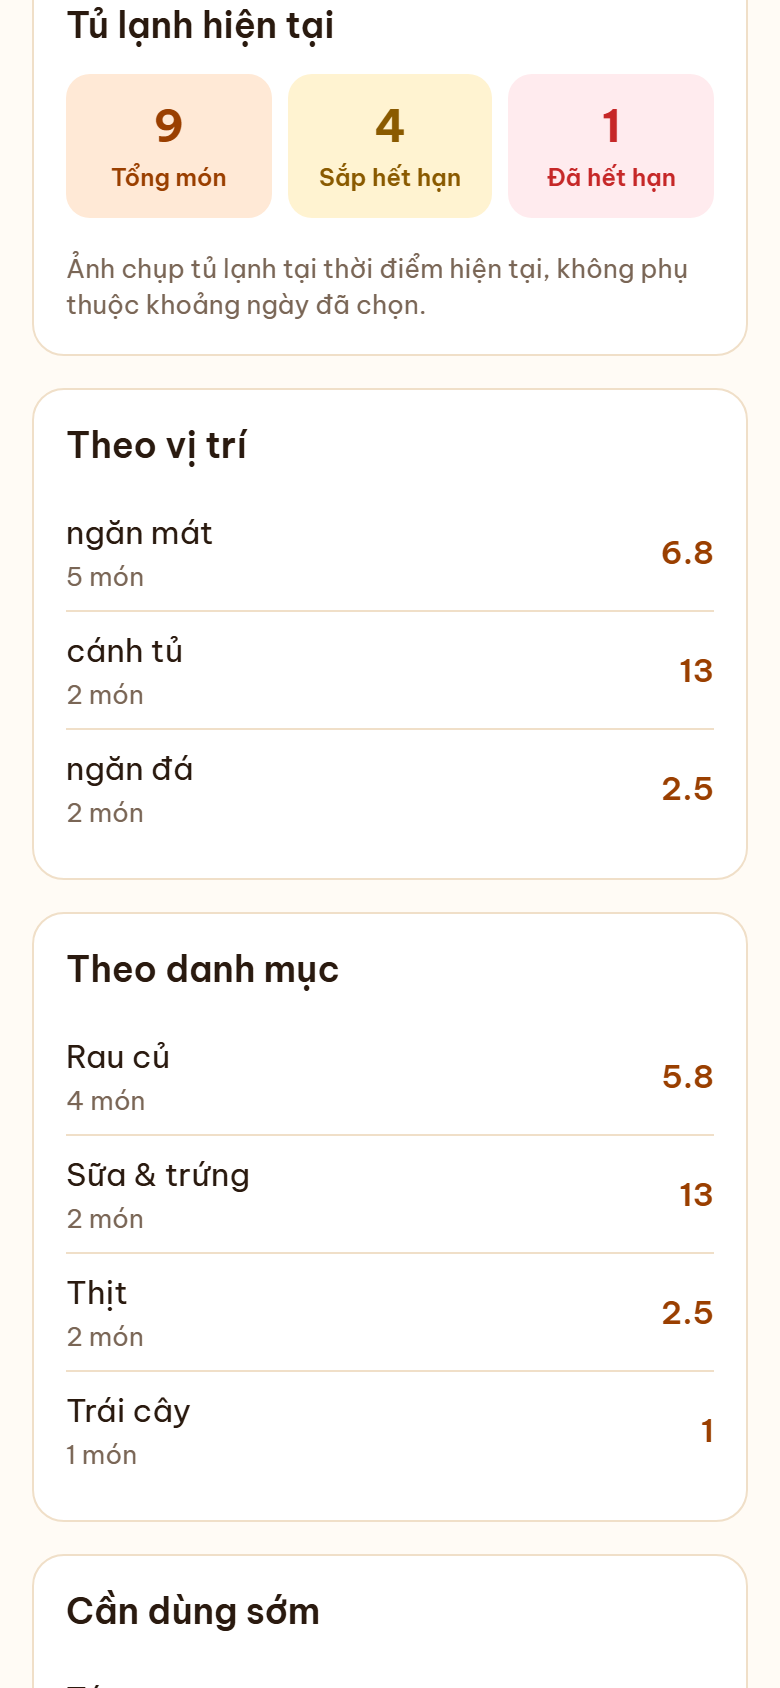 Tủ lạnh hiện tại
9
Tổng món
4
Sắp hết hạn
1
Đã hết hạn
Ảnh chụp tủ lạnh tại thời điểm hiện tại, không phụ
thuộc khoảng ngày đã chọn.
Theo vị trí
ngăn mát
5 món
6.8
cánh tủ
2 món
13
ngăn đá
2 món
2.5
Theo danh mục
Rau củ
4 món
5.8
Sữa & trứng
2 món
13
Thịt
2 món
2.5
Trái cây
1 món
1
Cần dùng sớm